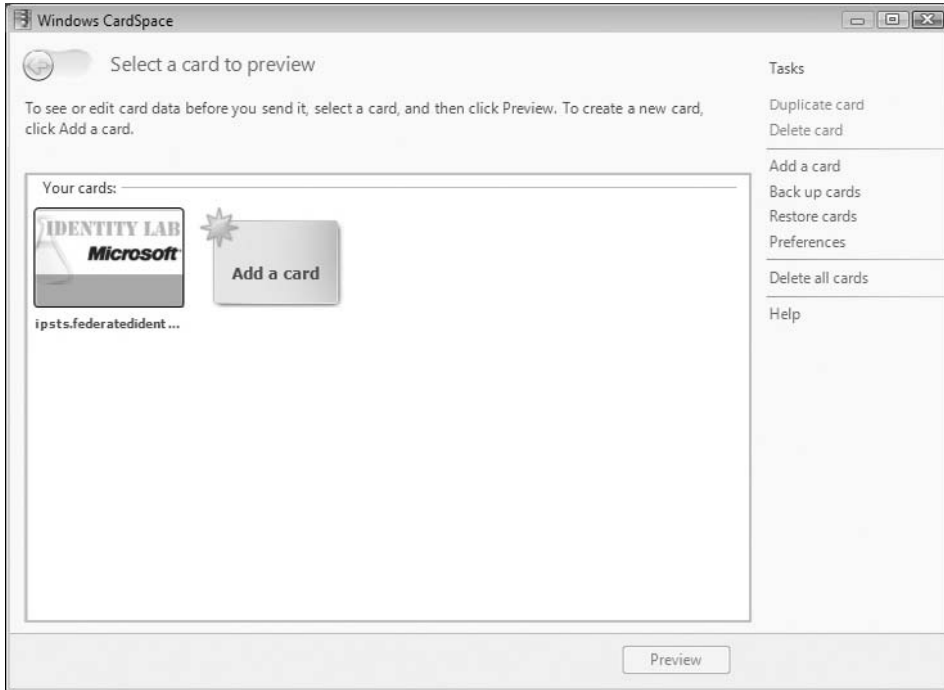 Windows CardSpace
Select a card to preview
To see or edit card data before you send it, select a card, and then click Preview. To create a new card,
click Add a card.
Your cards:
IDENTITY LAB
Microsoft
ipsts.federatedident...
Add a card
Tasks
Duplicate card
Delete card
Add a card
Back up cards
Restore cards
Preferences
Delete all cards
Help
Preview